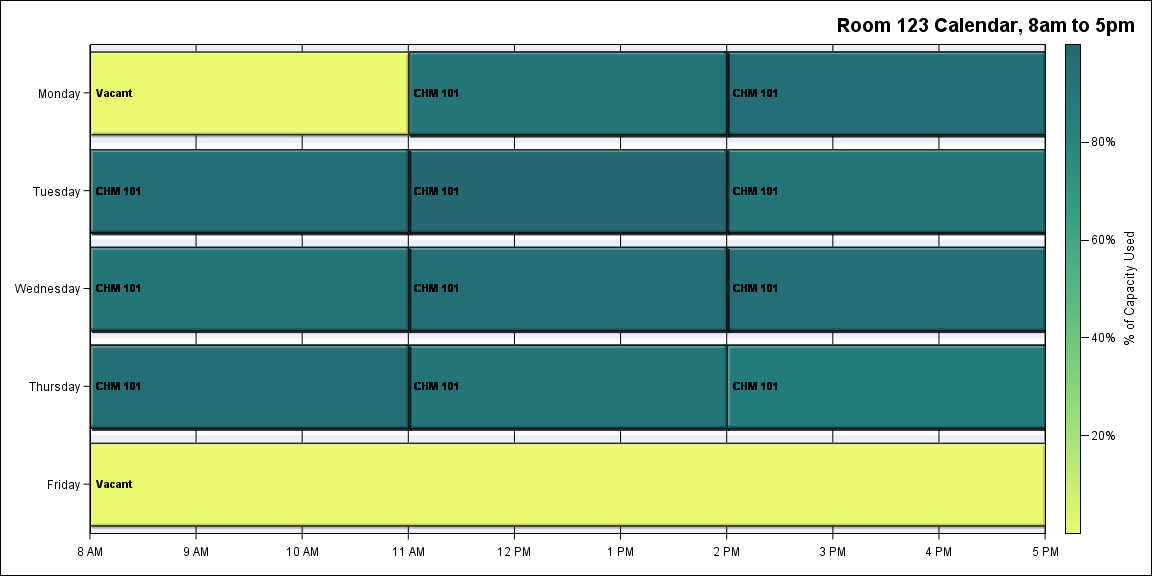 Room 123 Calendar, 8am to 5pm
Monday
Vacant
CHM 101
CHM 101
Tuesday
CHM 101
CHM 101
CHM 101
Wednesday
CHM 101
CHM 101
CHM 101
Thursday
CHM 101
CHM 101
CHM 101
Friday
Vacant
8 AM
9 AM
10 AM
11 AM
12 PM
1 PM
2 PM
3 PM
4 PM
5 PM
80%
60%
40%
20%
% of Capacity Used